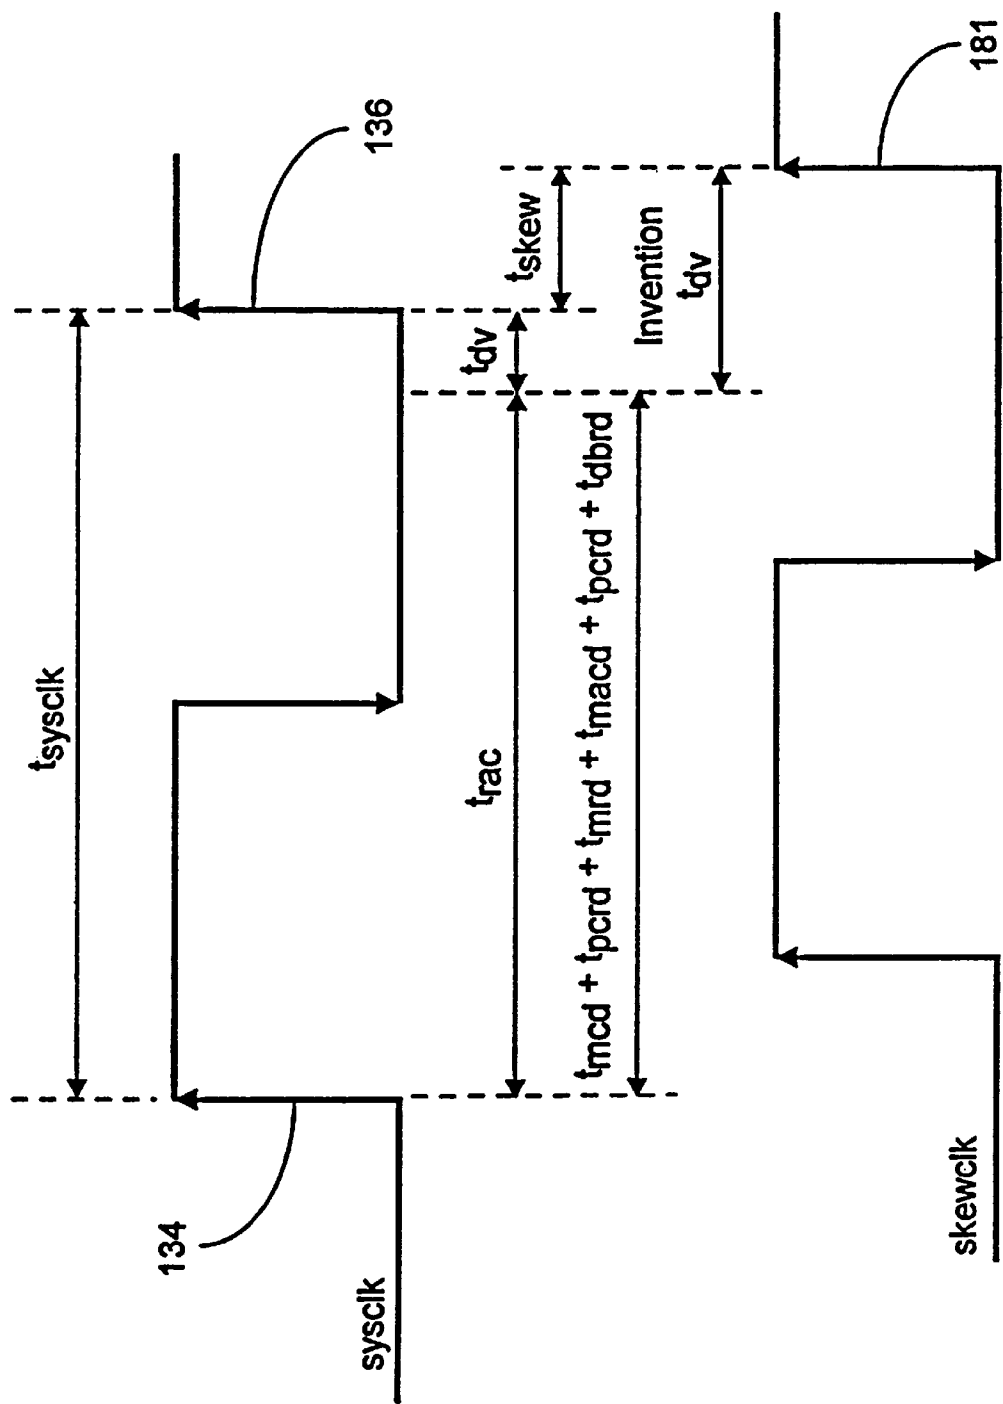 tsysclk
134
136
sysclk
trac
tdv
tskew
tmcd + tpcrd + tmrd + tmacd + tpcrd + tdbrd
Invention
tdv
skewclk
181